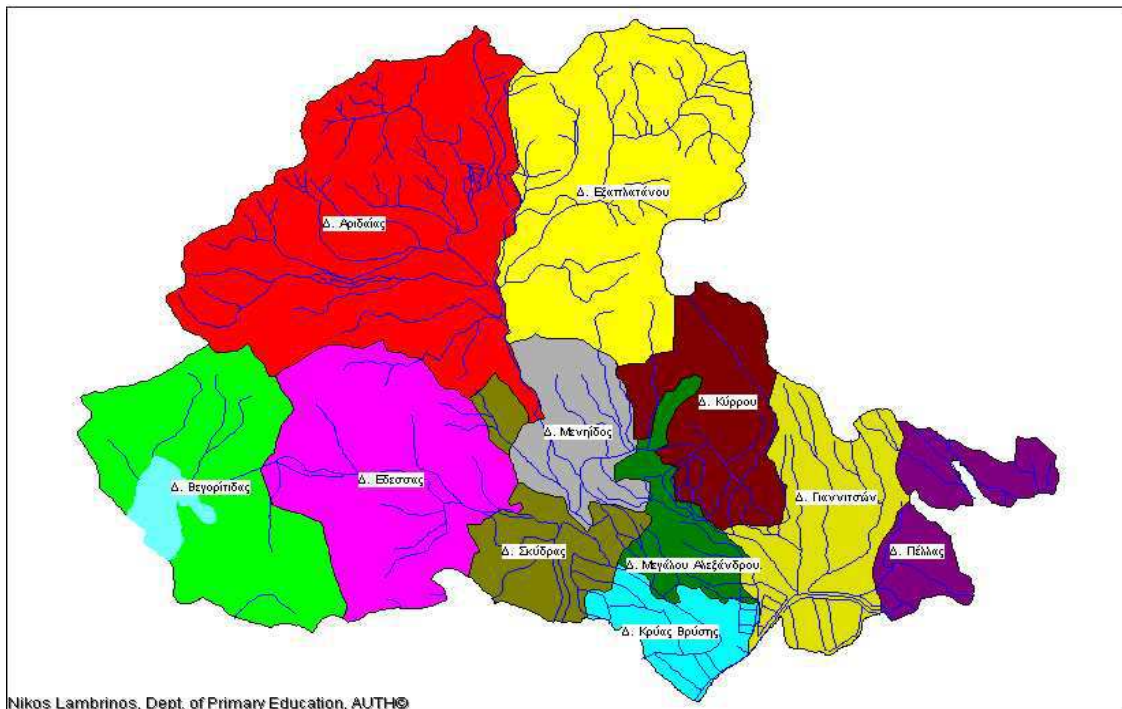 Δ. Εξαπλατάνου
Δ. Αριδαίας
Δ. Κύρρου
Δ. Μενηίδος
Δ. Έδεσσας
Δ. Βεγορίτιδας
Δ. Γιαννιτσών
Δ. Σκύδρας
Δ. Πέλλας
Δ. Μεγάλου Αλεξάνδρου
Δ. Κρύας Βρύσης
Nikos Lambrinos, Dept. of Primary Education, AUTH©